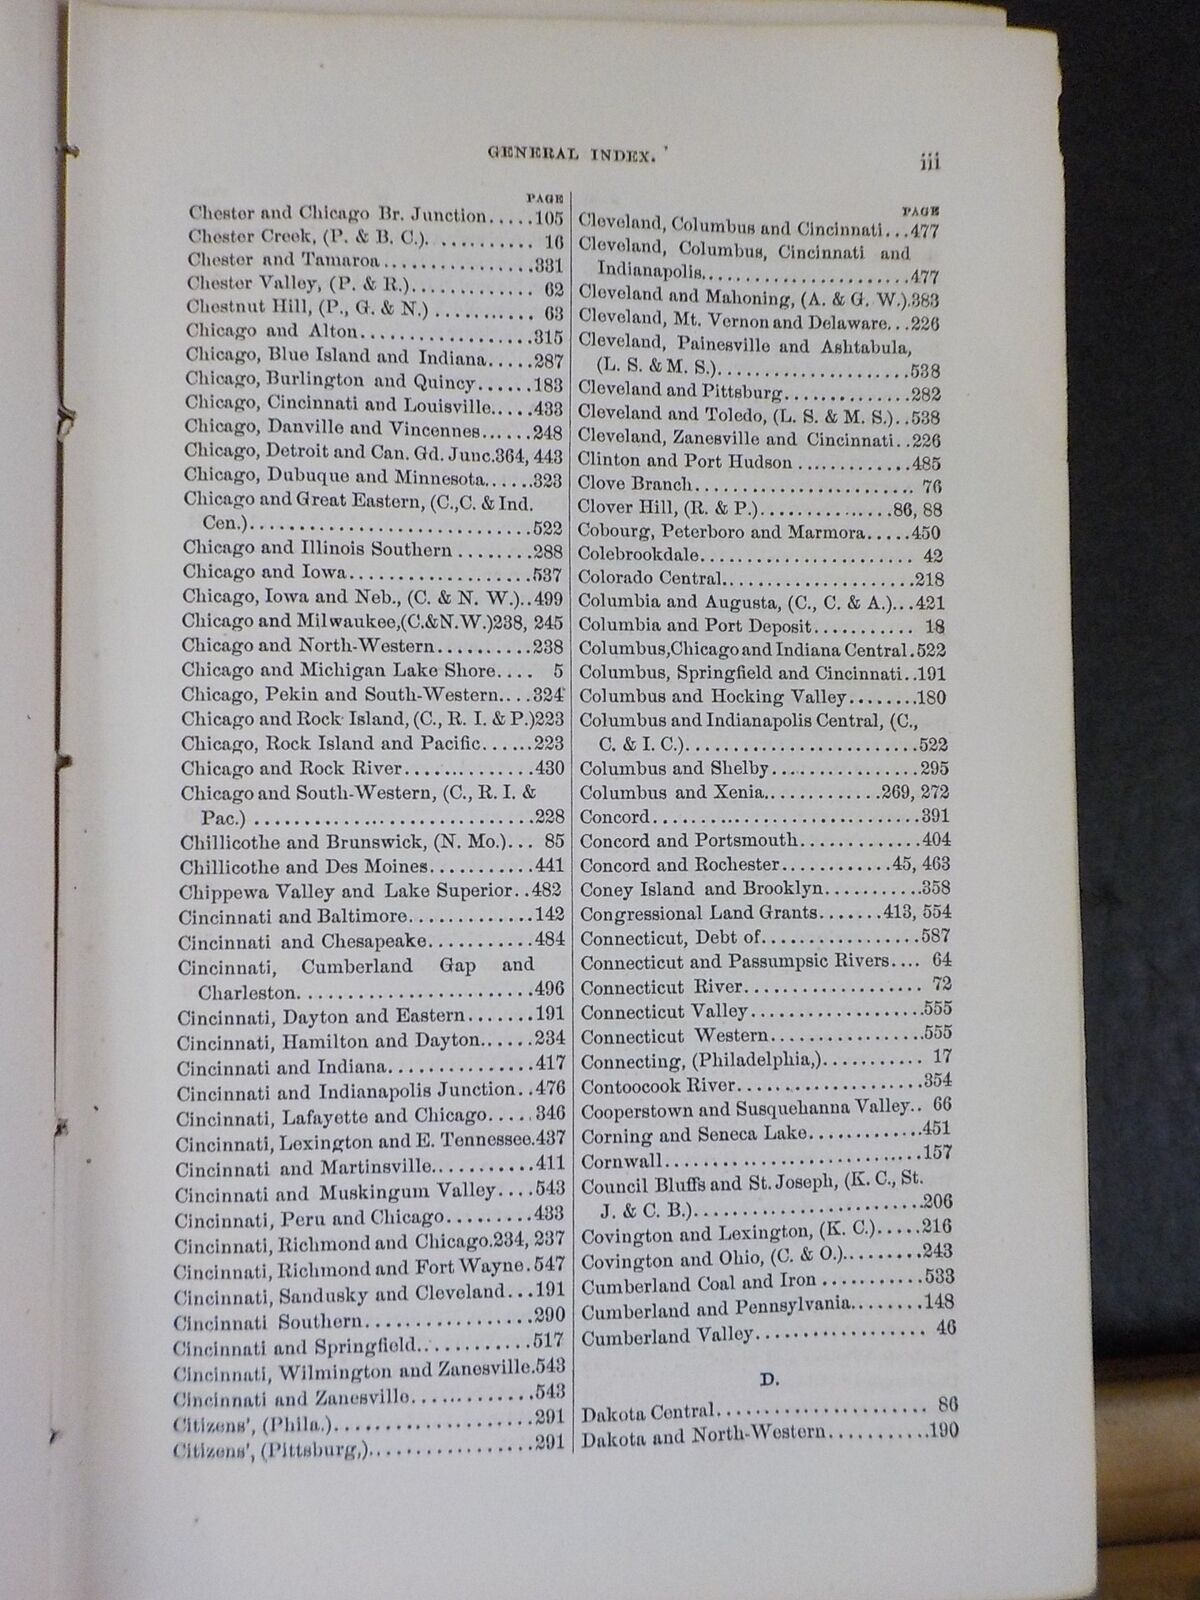 GENERAL INDEX.
iii
PAGE
Chester and Chicago Br. Junction.....105
Chester Creek, (P. & B. C.)........... 16
Chester and Tamaroa................331
Chester Valley, (P. & R.)............. 62
Chestnut Hill, (P., G. & N.) ........... 63
Chicago and Alton..................315
Chicago, Blue Island and Indiana.....287
Chicago, Burlington and Quincy......183
Chicago, Cincinnati and Louisville.....433
Chicago, Danville and Vincennes......248
Chicago, Detroit and Can. Gd. Junc.364, 443
Chicago, Dubuque and Minnesota......323
Chicago and Great Eastern, (C.,C. & Ind.
Cen.)..............................522
Chicago and Illinois Southern ........288
Chicago and Iowa...................537
Chicago, Iowa and Neb., (C. & N. W.)..499
Chicago and Milwaukee,(C.&N.W.)238, 245
Chicago and North-Western..........238
Chicago and Michigan Lake Shore.... 5
Chicago, Pekin and South-Western....324
Chicago and Rock Island, (C., R. I. & P.)223
Chicago, Rock Island and Pacific......223
Chicago and Rock River..............430
Chicago and South-Western, (C., R. I. &
Pac.) ..............................228
Chillicothe and Brunswick, (N. Mo.)... 85
Chillicothe and Des Moines...........441
Chippewa Valley and Lake Superior..482
Cincinnati and Baltimore.............142
Cincinnati and Chesapeake...........484
Cincinnati, Cumberland Gap and
Charleston.........................496
Cincinnati, Dayton and Eastern.......191
Cincinnati, Hamilton and Dayton......234
Cincinnati and Indiana...............417
Cincinnati and Indianapolis Junction..476
Cincinnati, Lafayette and Chicago.....346
Cincinnati, Lexington and E. Tennessee.437
Cincinnati and Martinsville...........411
Cincinnati and Muskingum Valley....543
Cincinnati, Peru and Chicago.........433
Cincinnati, Richmond and Chicago.234, 237
Cincinnati, Richmond and Fort Wayne.547
Cincinnati, Sandusky and Cleveland...191
Cincinnati Southern..................290
Cincinnati and Springfield............517
Cincinnati, Wilmington and Zanesville.543
Cincinnati and Zanesville.............543
Citizens', (Phila.).....................291
Citizens', (Pittsburg,).................291
PAGE
Cleveland, Columbus and Cincinnati...477
Cleveland, Columbus, Cincinnati and
Indianapolis.......................477
Cleveland and Mahoning, (A. & G. W.).383
Cleveland, Mt. Vernon and Delaware...226
Cleveland, Painesville and Ashtabula,
(L. S. & M. S.).....................538
Cleveland and Pittsburg..............282
Cleveland and Toledo, (L. S. & M. S.)..538
Cleveland, Zanesville and Cincinnati..226
Clinton and Port Hudson ............485
Clove Branch........................ 76
Clover Hill, (R. & P.)..............86, 88
Cobourg, Peterboro and Marmora.....450
Colebrookdale....................... 42
Colorado Central.....................218
Columbia and Augusta, (C., C. & A.)...421
Columbia and Port Deposit........... 18
Columbus,Chicago and Indiana Central.522
Columbus, Springfield and Cincinnati..191
Columbus and Hocking Valley........180
Columbus and Indianapolis Central, (C.,
C. & I. C.).........................522
Columbus and Shelby................295
Columbus and Xenia.............269, 272
Concord.............................391
Concord and Portsmouth.............404
Concord and Rochester............45, 463
Coney Island and Brooklyn...........358
Congressional Land Grants.......413, 554
Connecticut, Debt of.................587
Connecticut and Passumpsic Rivers.... 64
Connecticut River.................... 72
Connecticut Valley...................555
Connecticut Western.................555
Connecting, (Philadelphia,)........... 17
Contoocook River....................354
Cooperstown and Susquehanna Valley.. 66
Corning and Seneca Lake.............451
Cornwall............................157
Council Bluffs and St. Joseph, (K. C., St.
J. & C. B.).........................206
Covington and Lexington, (K. C.).....216
Covington and Ohio, (C. & O.).........243
Cumberland Coal and Iron ...........533
Cumberland and Pennsylvania........148
Cumberland Valley................... 46
D.
Dakota Central....................... 86
Dakota and North-Western...........190